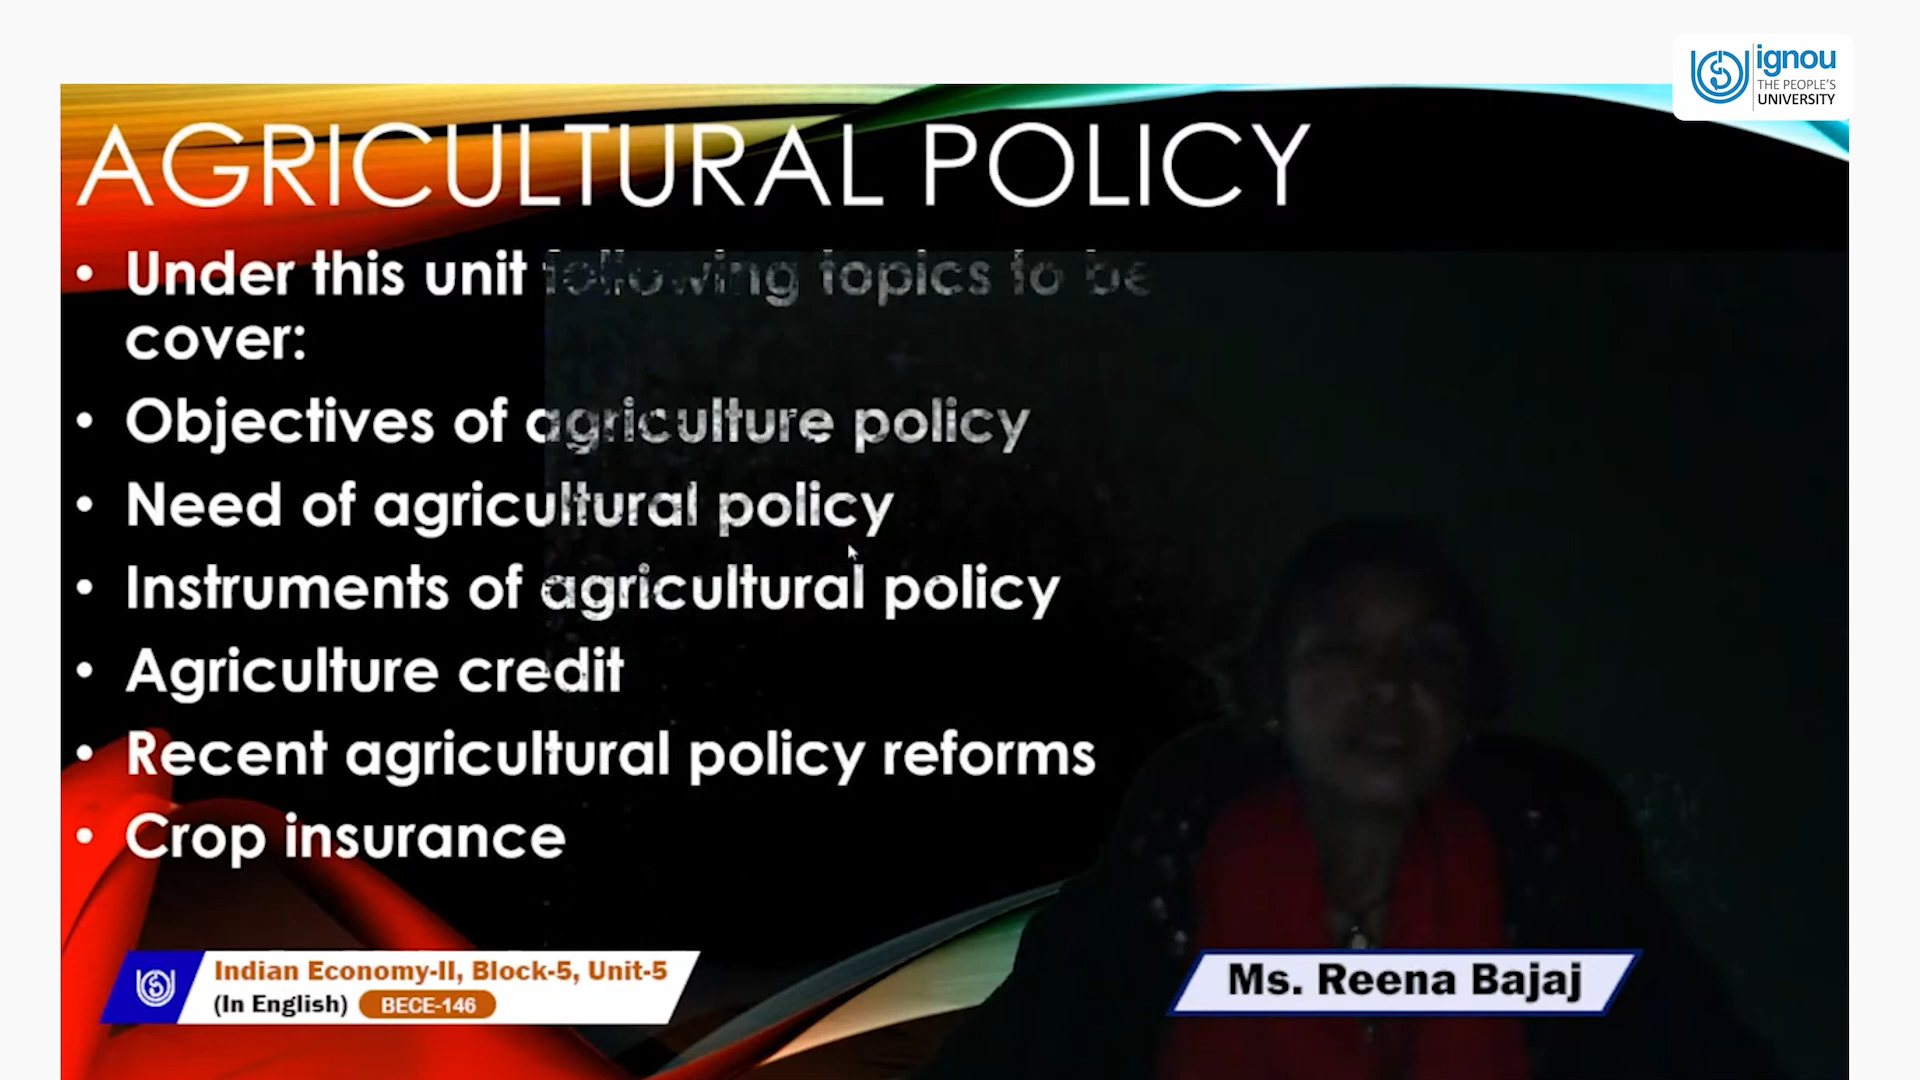 ignou
THE PEOPLE'S
UNIVERSITY
AGRICULTURAL POLICY
• Under this unit following topics to be
cover:
• Objectives of agriculture policy
• Need of agricultural policy
• Instruments of agricultural policy
• Agriculture credit
• Recent agricultural policy reforms
• Crop insurance
Indian Economy-II, Block-5, Unit-5
(In English) BECE-146
Ms. Reena Bajaj